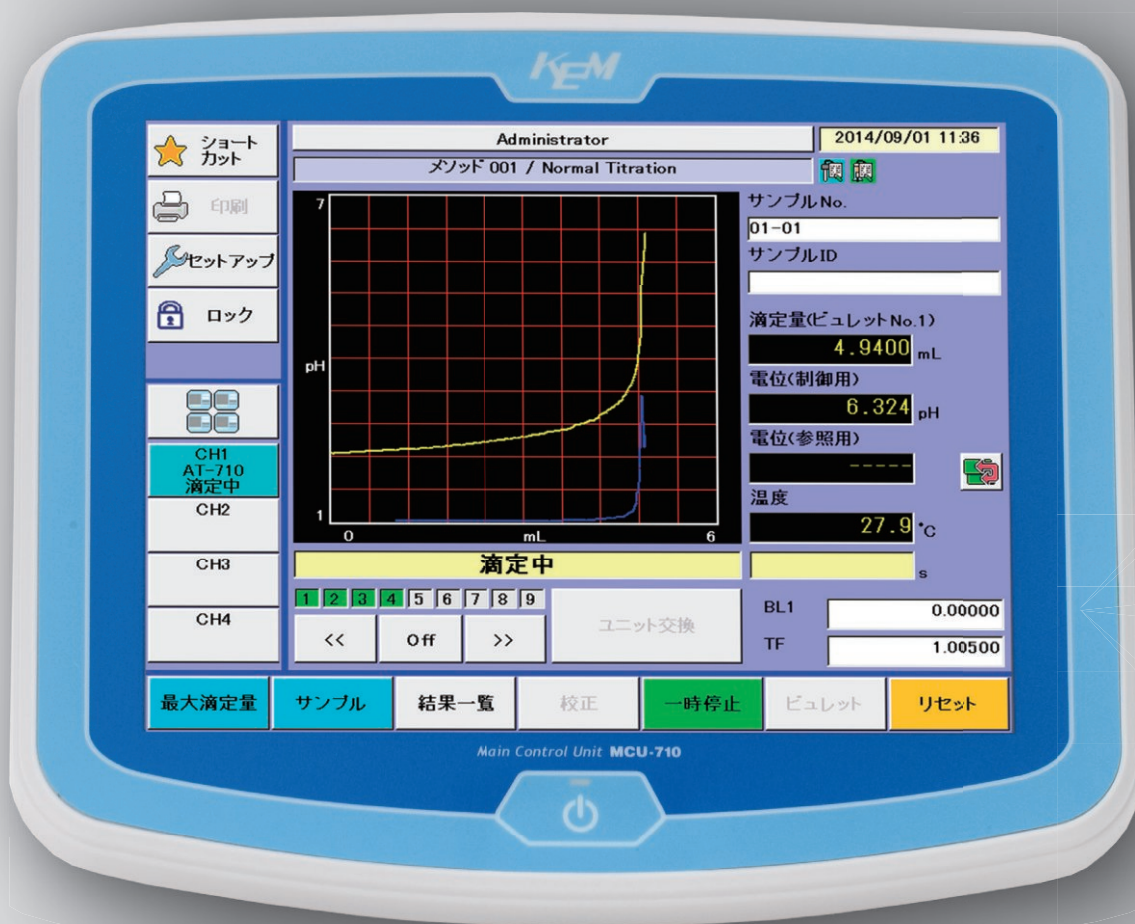 KEM
ショート
カット
Administrator
2014/09/01 11:36
メソッド 001 / Normal Titration
印刷
セットアップ
ロック
サンプルNo.
01-01
サンプルID
滴定量(ビュレットNo.1)
4.9400 mL
電位(制御用)
6.324 pH
電位(参照用)
-----
温度
27.9 ℃
s
7
pH
1
0
mL
6
CH1
AT-710
滴定中
CH2
CH3
CH4
滴定中
1 2 3 4 5 6 7 8 9
<< Off >>
ユニット交換
BL1 0.00000
TF 1.00500
最大滴定量 サンプル 結果一覧 校正 一時停止 ビュレット リセット
Main Control Unit MCU-710